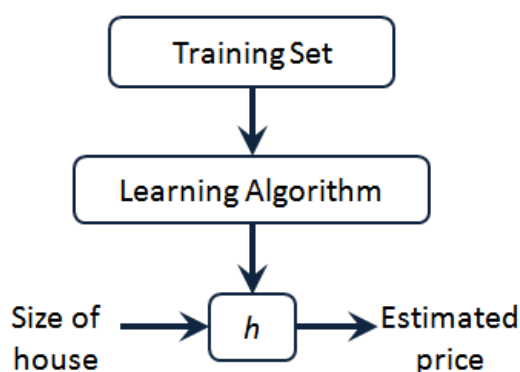 Training Set
Learning Algorithm
Size of
house
h
Estimated
price